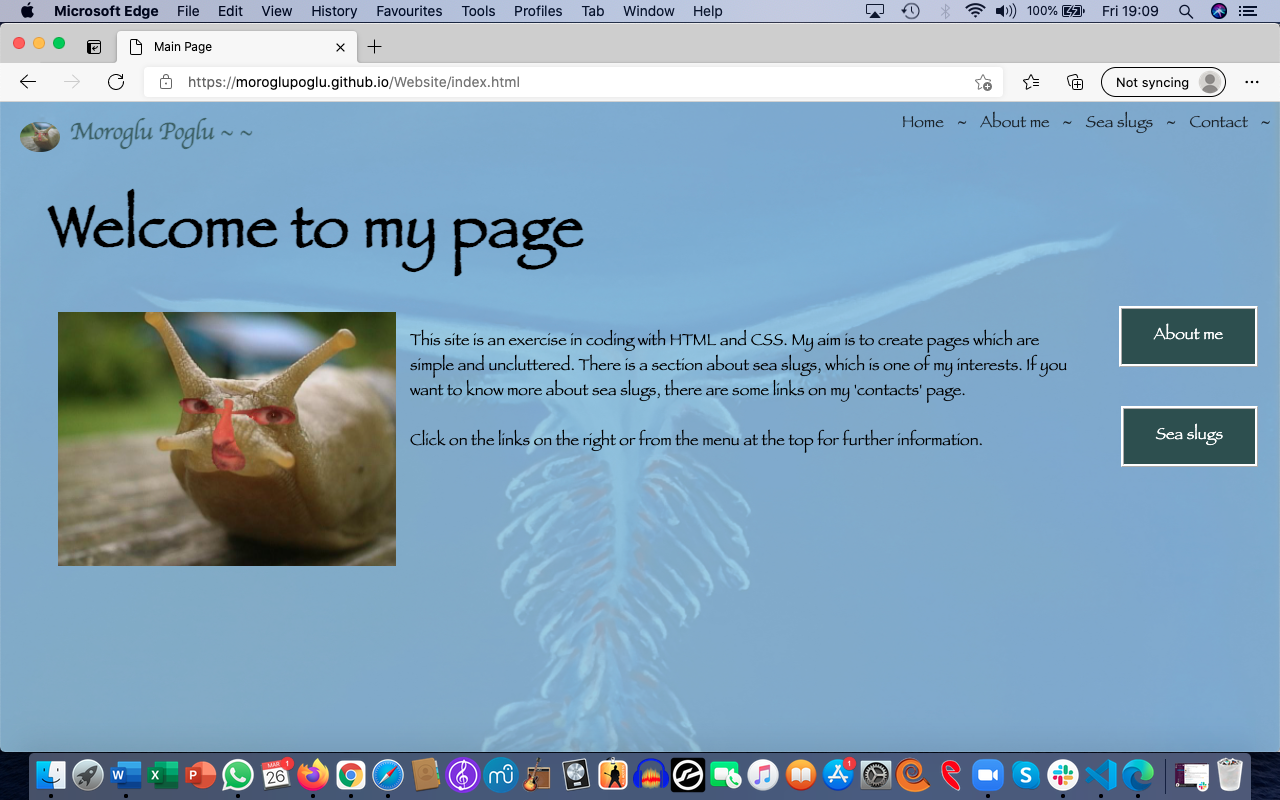 Microsoft Edge File Edit View History Favourites Tools Profiles Tab Window Help 100% Fri 19:09
Main Page
https://moroglupoglu.github.io/Website/index.html Not syncing
Moroglu Poglu ~ ~
Home ~ About me ~ Sea slugs ~ Contact ~
Welcome to my page
This site is an exercise in coding with HTML and CSS. My aim is to create pages which are
simple and uncluttered. There is a section about sea slugs, which is one of my interests. If you
want to know more about sea slugs, there are some links on my 'contacts' page.
Click on the links on the right or from the menu at the top for further information.
About me
Sea slugs
MAR 1
26
1